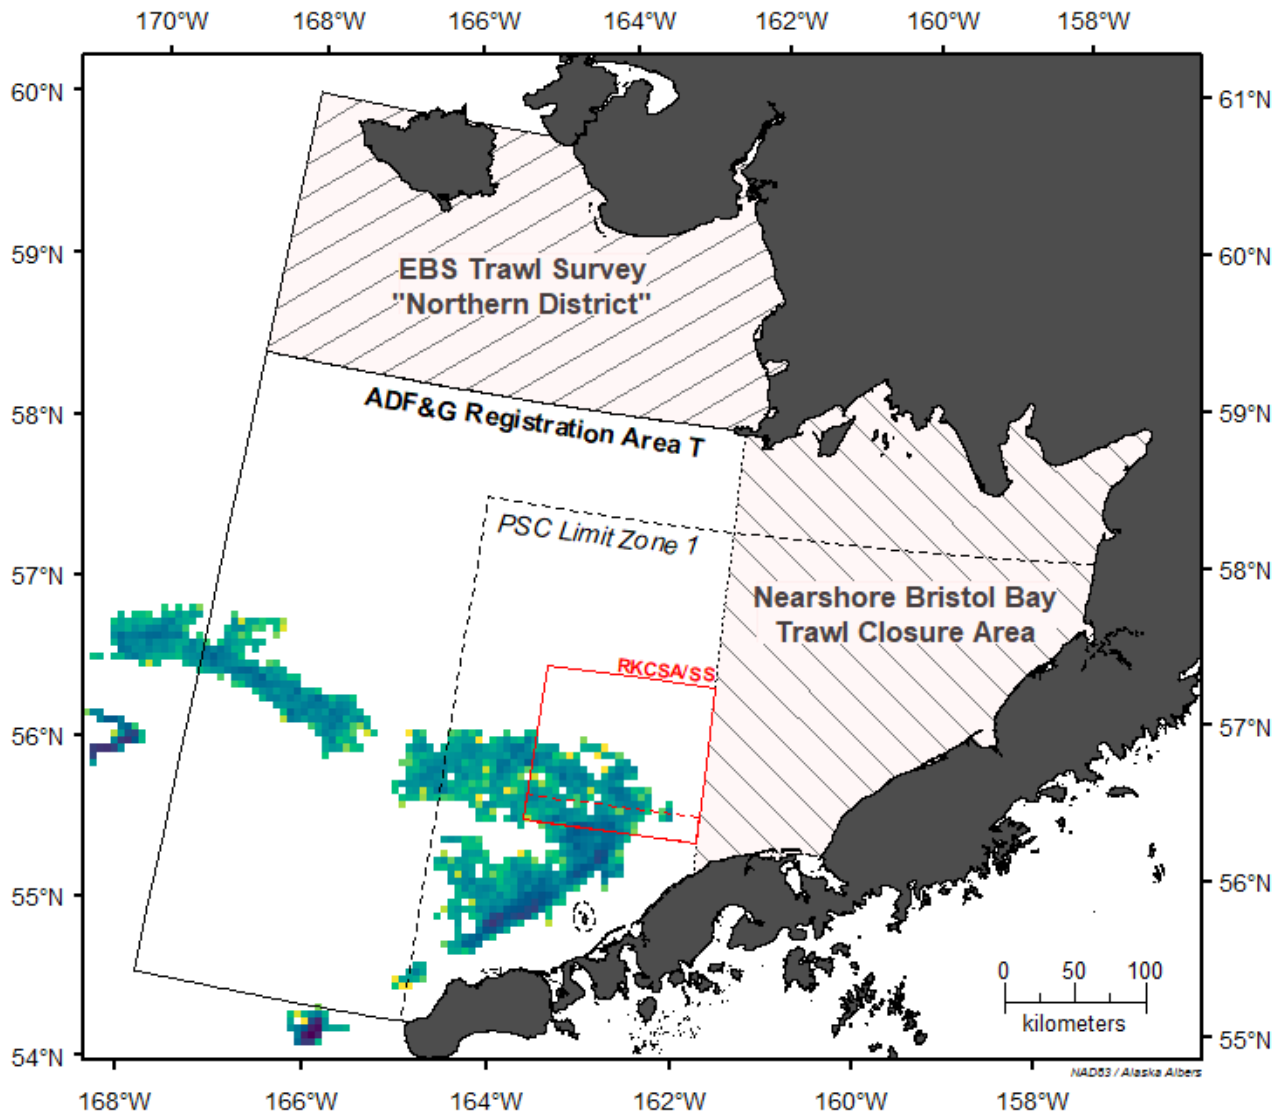 170°W 168°W 166°W 164°W 162°W 160°W 158°W
60°N
61°N
59°N
60°N
EBS Trawl Survey
"Northern District"
58°N
59°N
ADF&G Registration Area T
PSC Limit Zone 1
57°N
58°N
Nearshore Bristol Bay
Trawl Closure Area
RKCSA/SS
56°N
57°N
55°N
56°N
0 50 100
kilometers
54°N
55°N
NAD83 / Alaska Albers
168°W 166°W 164°W 162°W 160°W 158°W